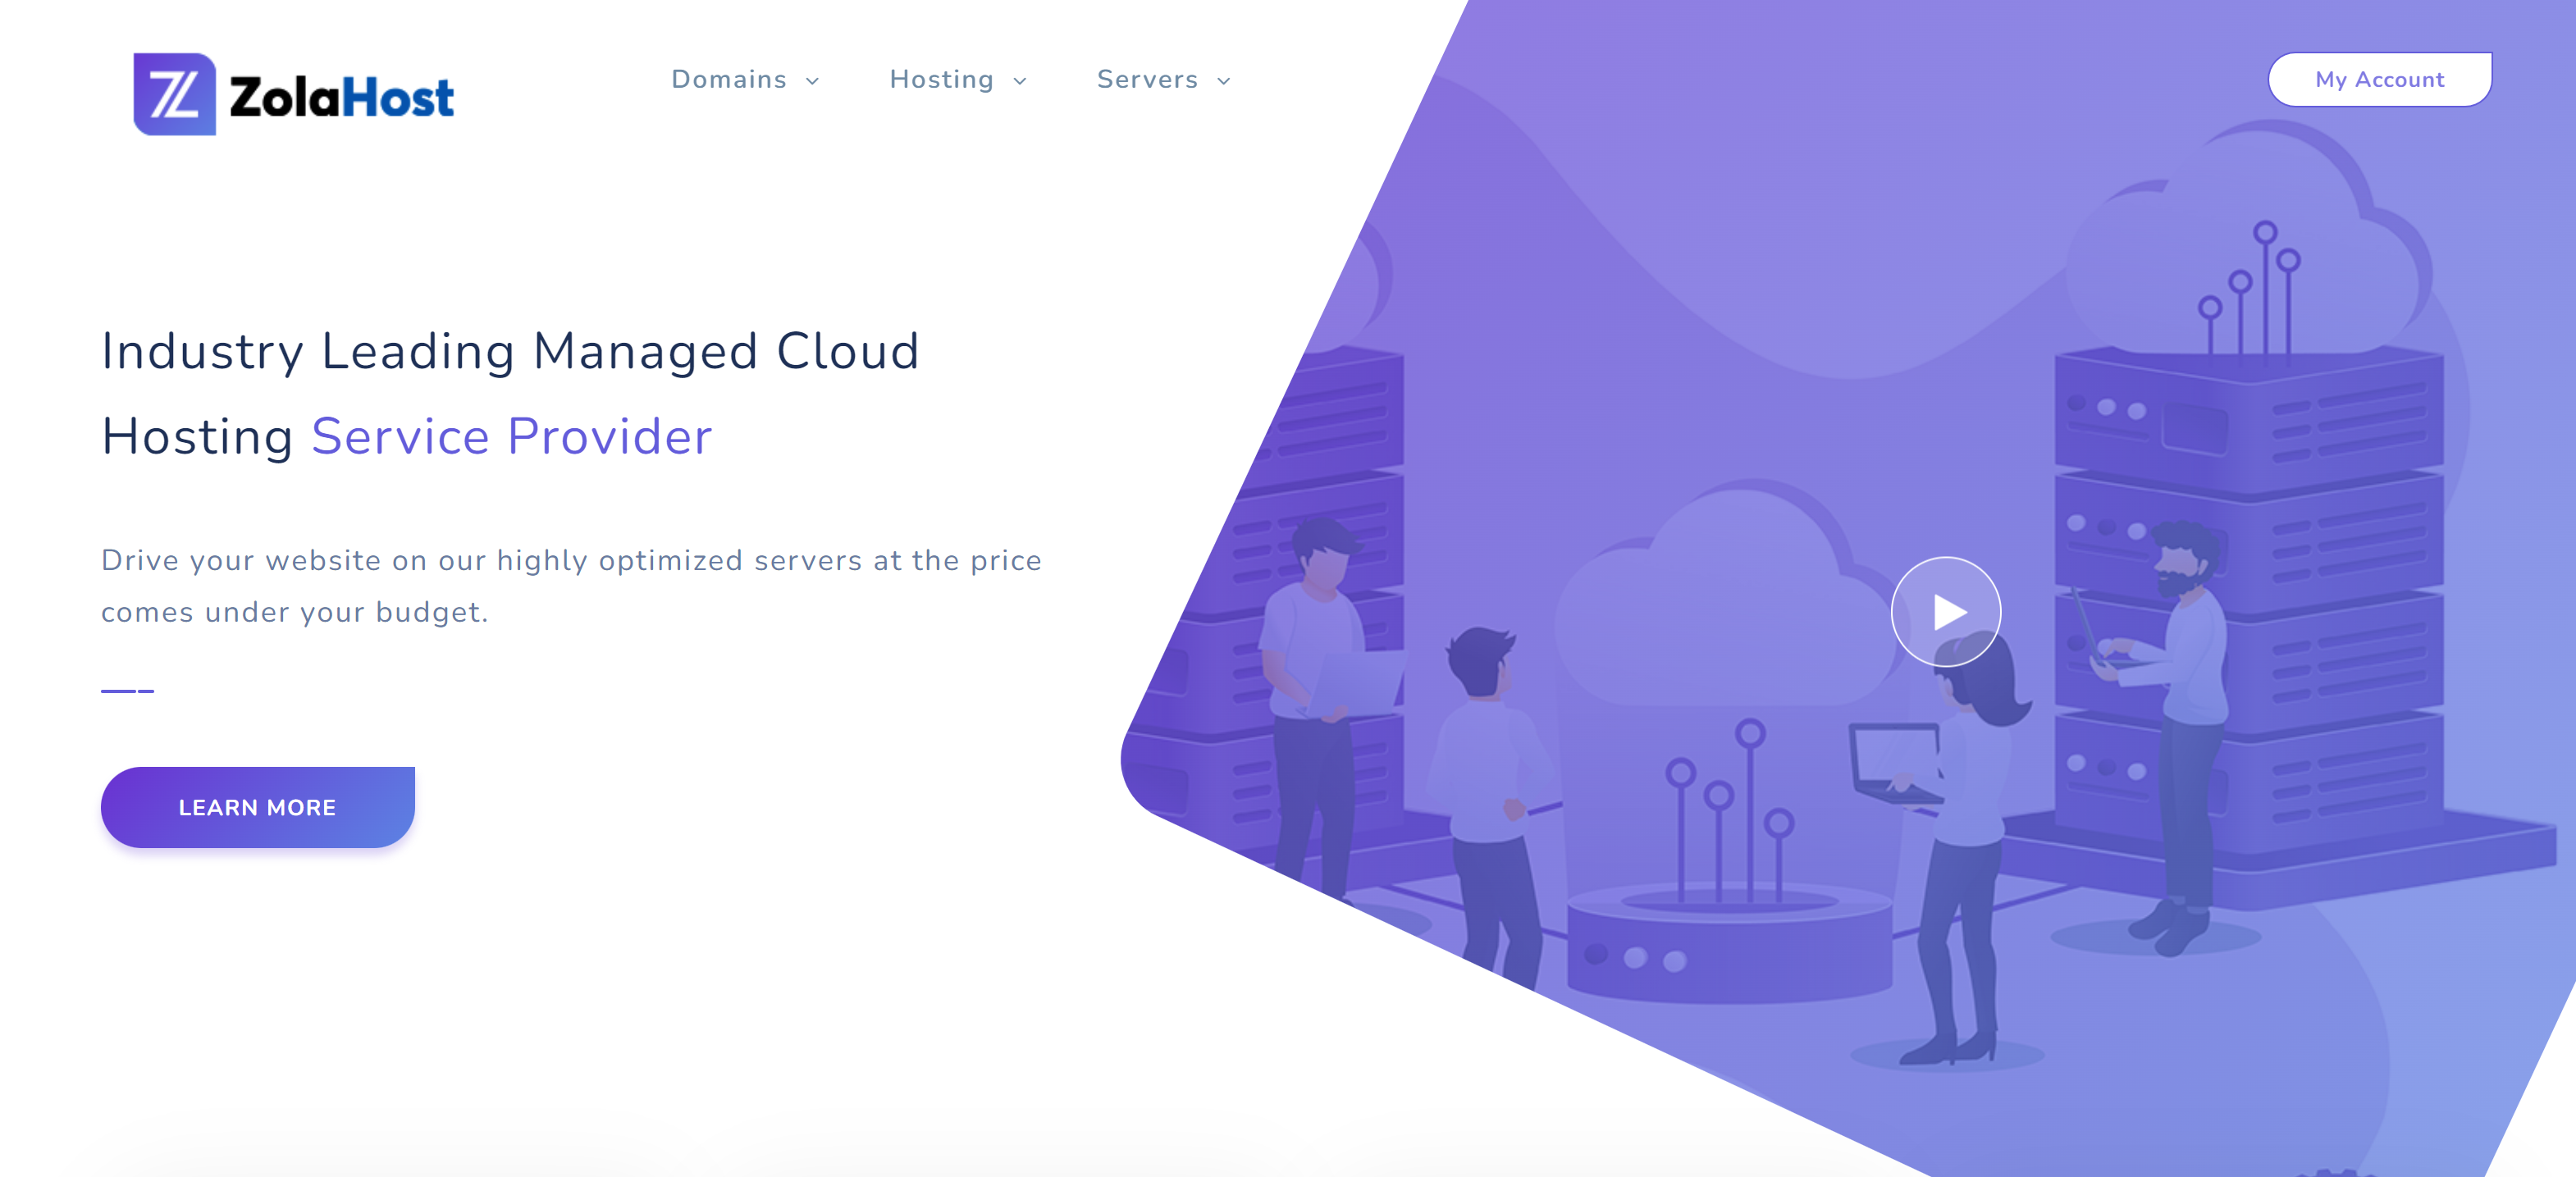 ZolaHost
Domains
Hosting
Servers
My Account
Industry Leading Managed Cloud
Hosting Service Provider
Drive your website on our highly optimized servers at the price
comes under your budget.
LEARN MORE